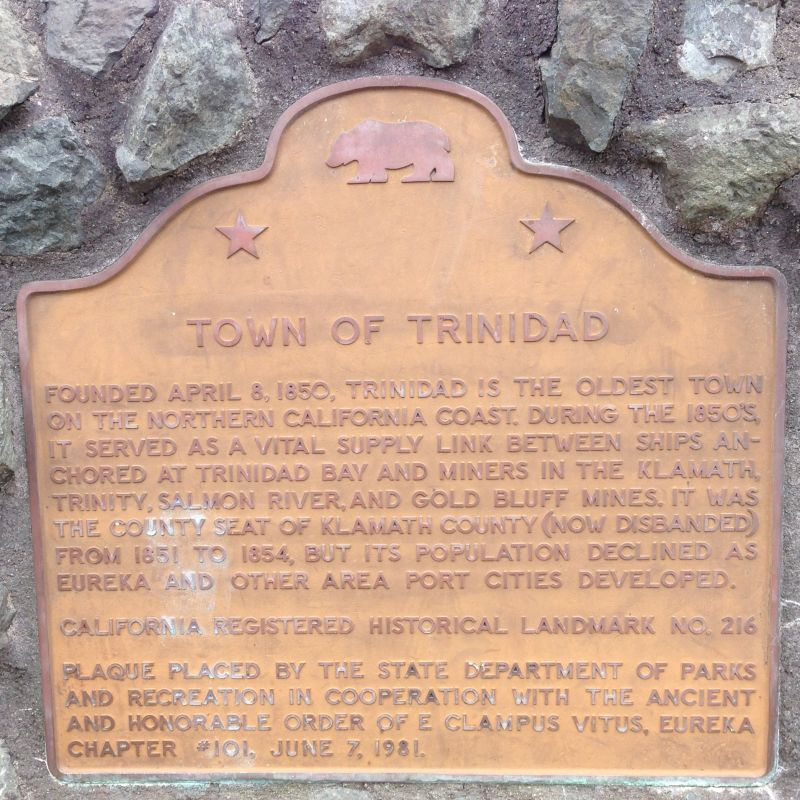 TOWN OF TRINIDAD
FOUNDED APRIL 8, 1850, TRINIDAD IS THE OLDEST TOWN
ON THE NORTHERN CALIFORNIA COAST. DURING THE 1850'S,
IT SERVED AS A VITAL SUPPLY LINK BETWEEN SHIPS AN-
CHORED AT TRINIDAD BAY AND MINERS IN THE KLAMATH,
TRINITY, SALMON RIVER, AND GOLD BLUFF MINES. IT WAS
THE COUNTY SEAT OF KLAMATH COUNTY (NOW DISBANDED)
FROM 1851 TO 1854, BUT ITS POPULATION DECLINED AS
EUREKA AND OTHER AREA PORT CITIES DEVELOPED.
CALIFORNIA REGISTERED HISTORICAL LANDMARK NO. 216
PLAQUE PLACED BY THE STATE DEPARTMENT OF PARKS
AND RECREATION IN COOPERATION WITH THE ANCIENT
AND HONORABLE ORDER OF E CLAMPUS VITUS, EUREKA
CHAPTER #101, JUNE 7, 1981.